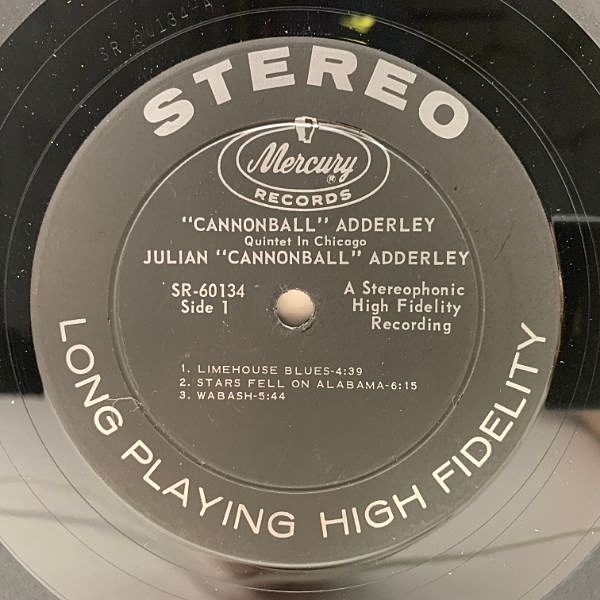 SR 60134 A
STEREO
Mercury
®
RECORDS
"CANNONBALL" ADDERLEY
Quintet In Chicago
JULIAN "CANNONBALL" ADDERLEY
SR-60134
Side 1
A Stereophonic
High Fidelity
Recording
1. LIMEHOUSE BLUES-4:39
2. STARS FELL ON ALABAMA-6:15
3. WABASH-5:44
LONG PLAYING HIGH FIDELITY